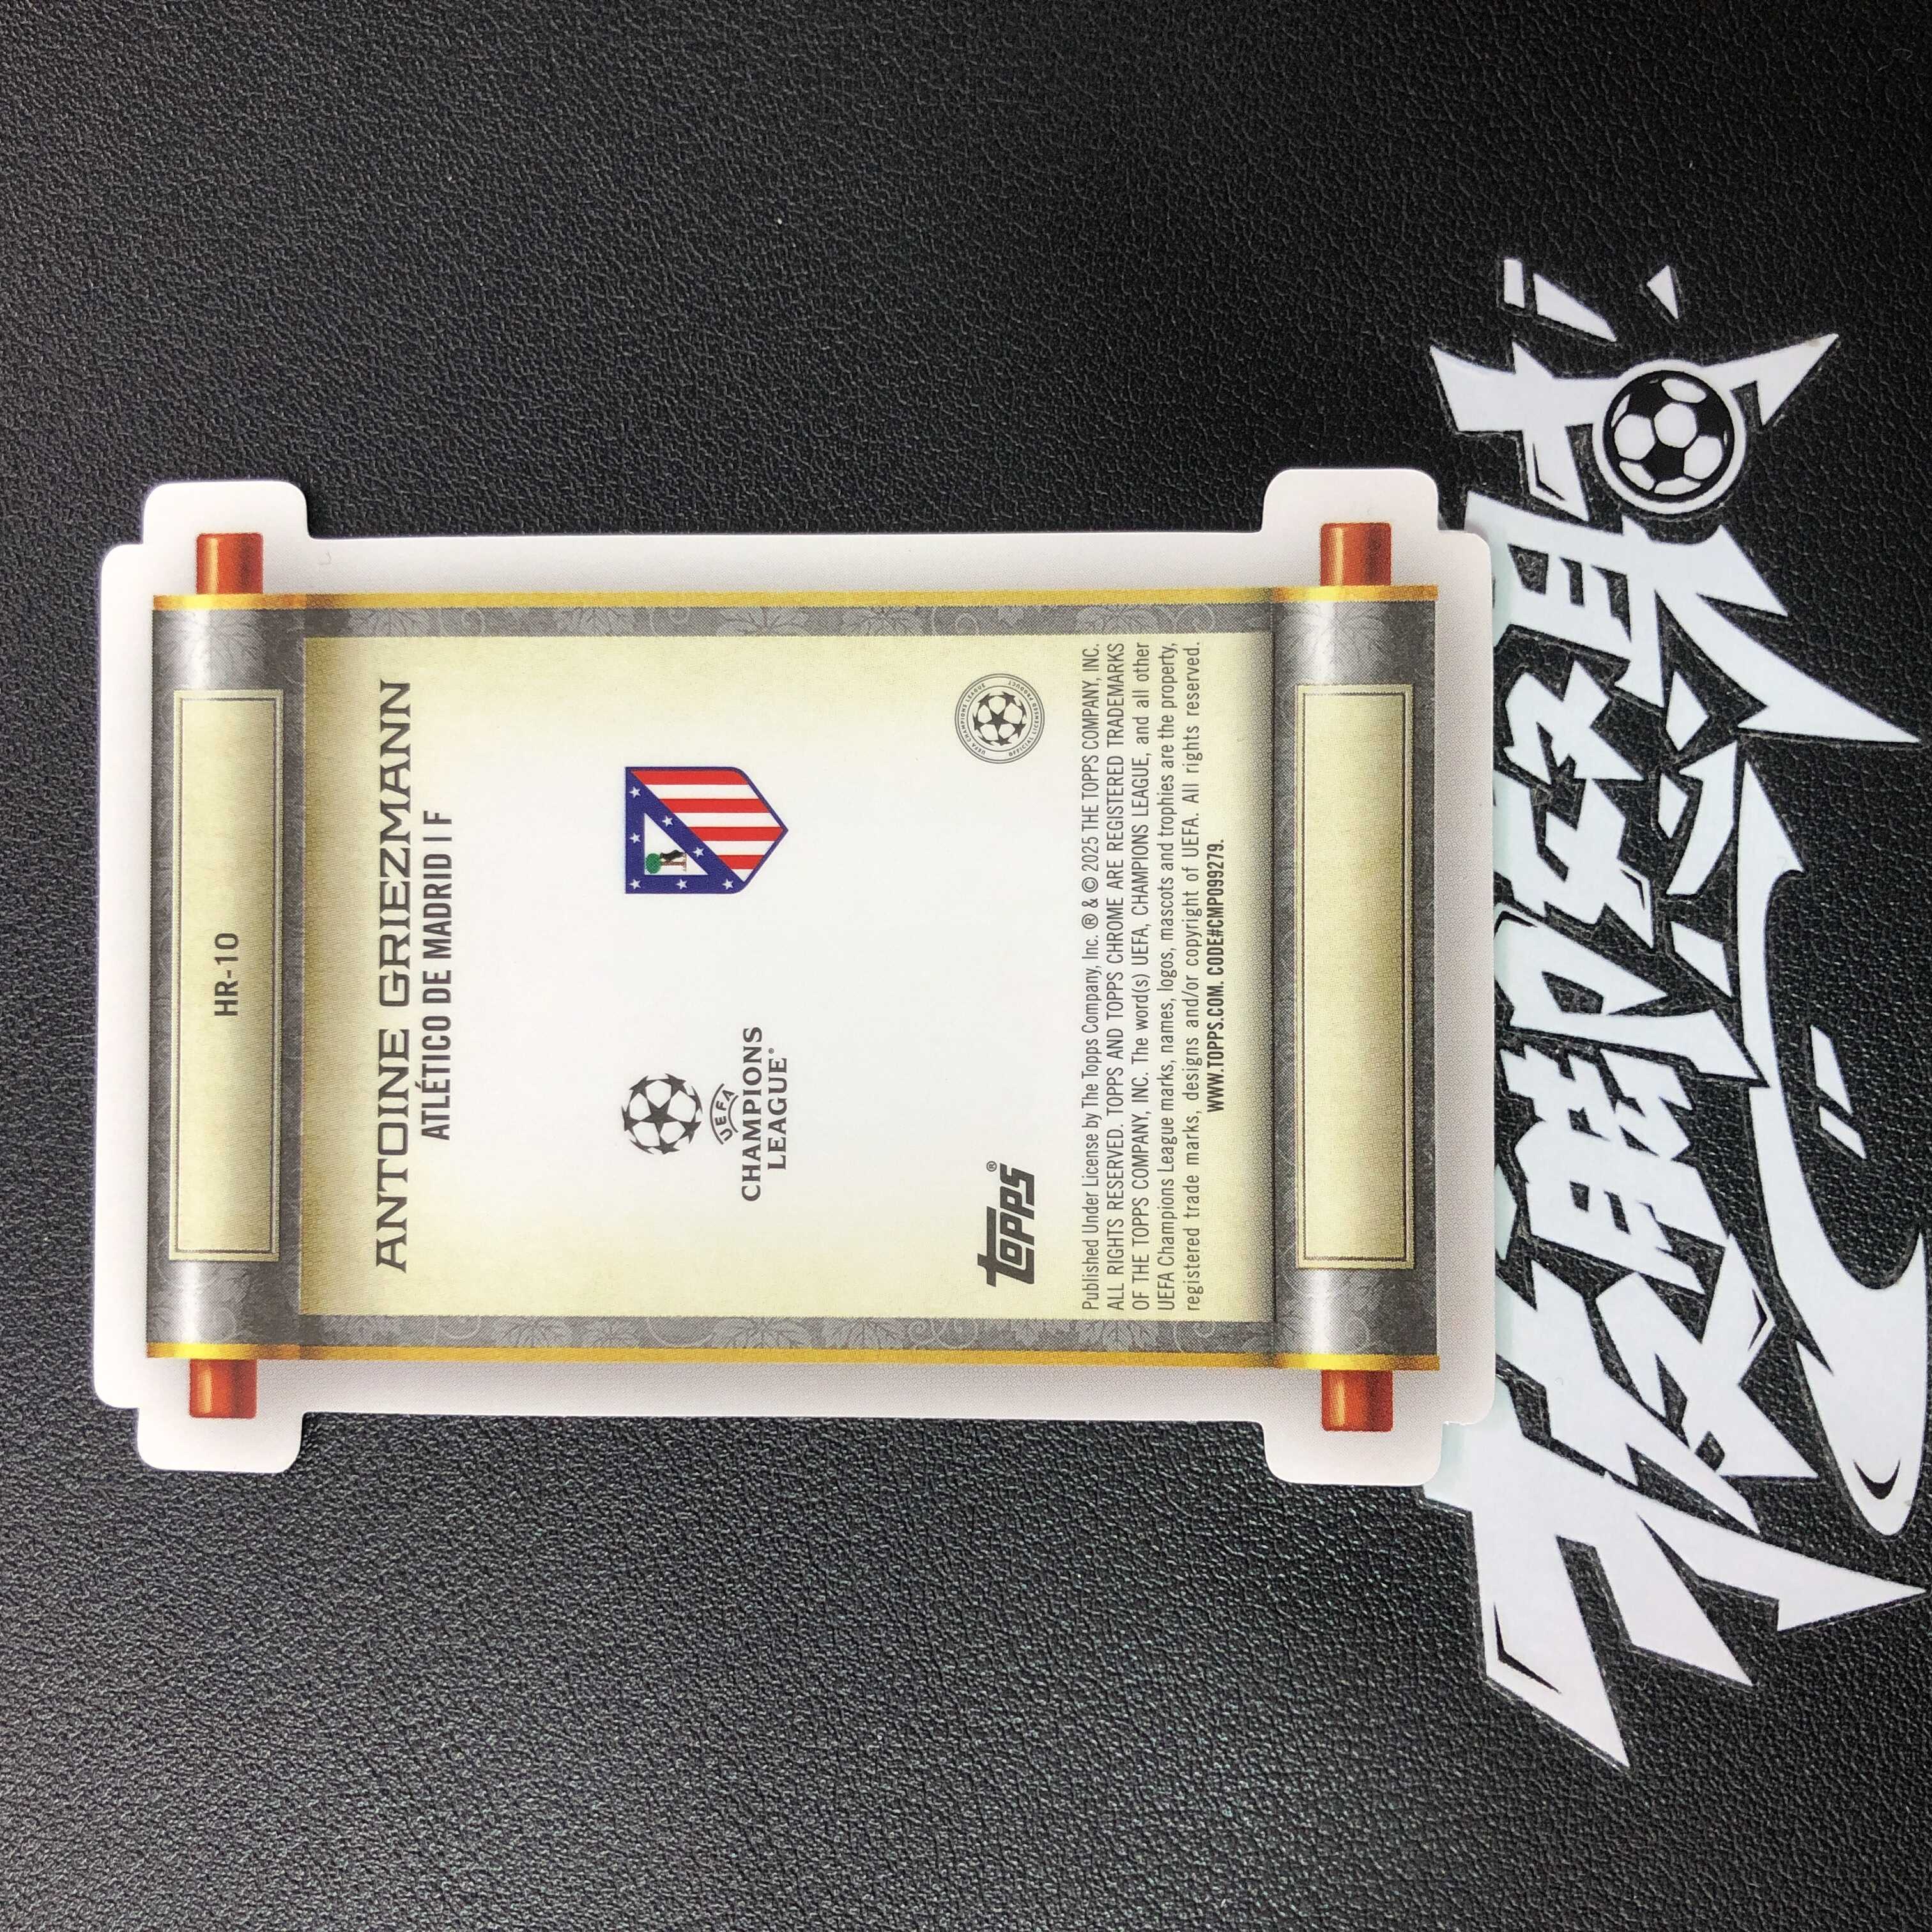 HR-10
ANTOINE GRIEZMANN
ATLÉTICO DE MADRID | F
UEFA
CHAMPIONS
LEAGUE®
topps®
Published Under License by The Topps Company, Inc. ® & © 2025 THE TOPPS COMPANY, INC.
ALL RIGHTS RESERVED. TOPPS AND TOPPS CHROME ARE REGISTERED TRADEMARKS
OF THE TOPPS COMPANY, INC. The word(s) UEFA, CHAMPIONS LEAGUE, and all other
UEFA Champions League marks, names, logos, mascots and trophies are the property,
registered trade marks, designs and/or copyright of UEFA. All rights reserved.
WWW.TOPPS.COM. CODE#CMP099279.